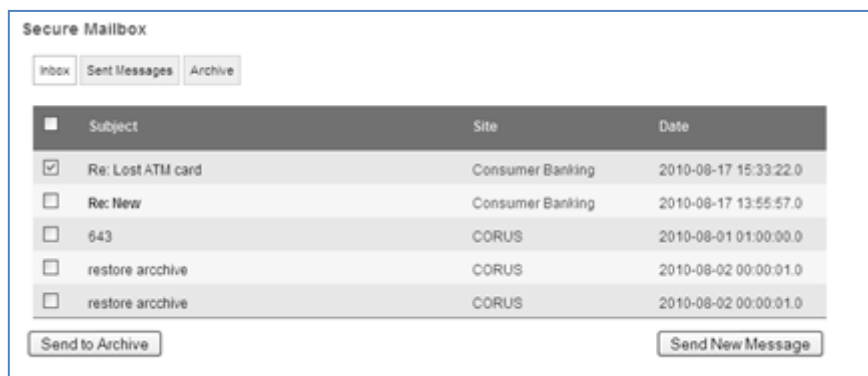 Secure Mailbox
Inbox Sent Messages Archive
Subject Site Date
Re: Lost ATM card Consumer Banking 2010-08-17 15:33:22.0
Re: New Consumer Banking 2010-08-17 13:55:57.0
643 CORUS 2010-08-01 01:00:00.0
restore arcchive CORUS 2010-08-02 00:00:01.0
restore arcchive CORUS 2010-08-02 00:00:01.0
Send to Archive Send New Message